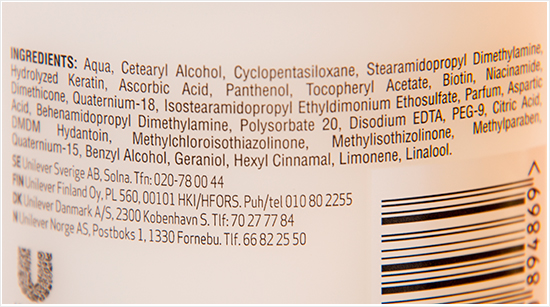 INGREDIENTS: Aqua, Cetearyl Alcohol, Cyclopentasiloxane, Stearamidopropyl Dimethylamine,
Hydrolyzed Keratin, Ascorbic Acid, Panthenol, Tocopheryl Acetate, Biotin, Niacinamide,
Dimethicone, Quaternium-18, Isostearamidopropyl Ethyldimonium Ethosulfate, Parfum, Aspartic
Acid, Behenamidopropyl Dimethylamine, Polysorbate 20, Disodium EDTA, PEG-9, Citric Acid,
DMDM Hydantoin, Methylchloroisothiazolinone, Methylisothizolinone, Methylparaben,
Quaternium-15, Benzyl Alcohol, Geraniol, Hexyl Cinnamal, Limonene, Linalool.
SE Unilever Sverige AB, Solna. Tfn: 020-78 00 44
FIN Unilever Finland Oy, PL 560, 00101 HKI/HFORS. Puh/tel 010 80 2255
DK Unilever Danmark A/S, 2300 Kobenhavn S. Tlf: 70 27 77 84
N Unilever Norge AS, Postboks 1, 1330 Fornebu. Tlf. 66 82 25 50
894869 >